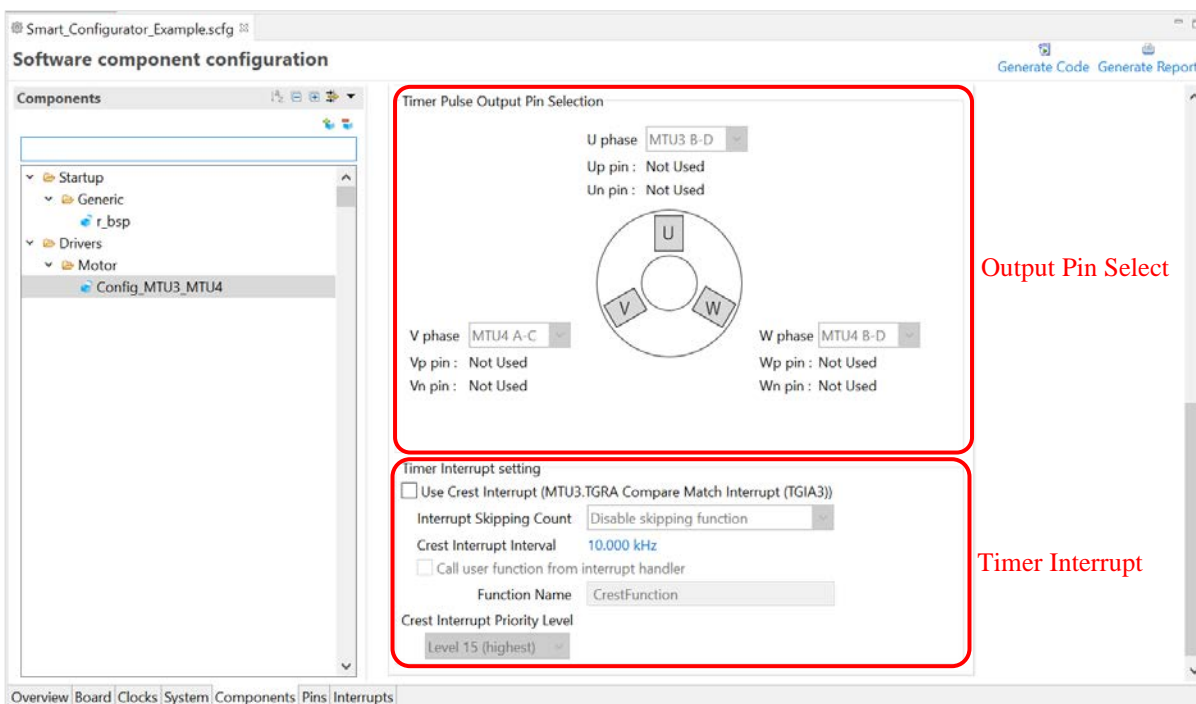 Smart_Configurator_Example.scfg
Software component configuration
Generate Code Generate Report
Components
Startup
Generic
r_bsp
Drivers
Motor
Config_MTU3_MTU4
Timer Pulse Output Pin Selection
U phase MTU3 B-D
Up pin : Not Used
Un pin : Not Used
U
V
W
V phase MTU4 A-C
Vp pin : Not Used
Vn pin : Not Used
W phase MTU4 B-D
Wp pin : Not Used
Wn pin : Not Used
Output Pin Select
Timer Interrupt setting
Use Crest Interrupt (MTU3.TGRA Compare Match Interrupt (TGIA3))
Interrupt Skipping Count Disable skipping function
Crest Interrupt Interval 10.000 kHz
Call user function from interrupt handler
Function Name CrestFunction
Crest Interrupt Priority Level
Level 15 (highest)
Timer Interrupt
Overview Board Clocks System Components Pins Interrupts